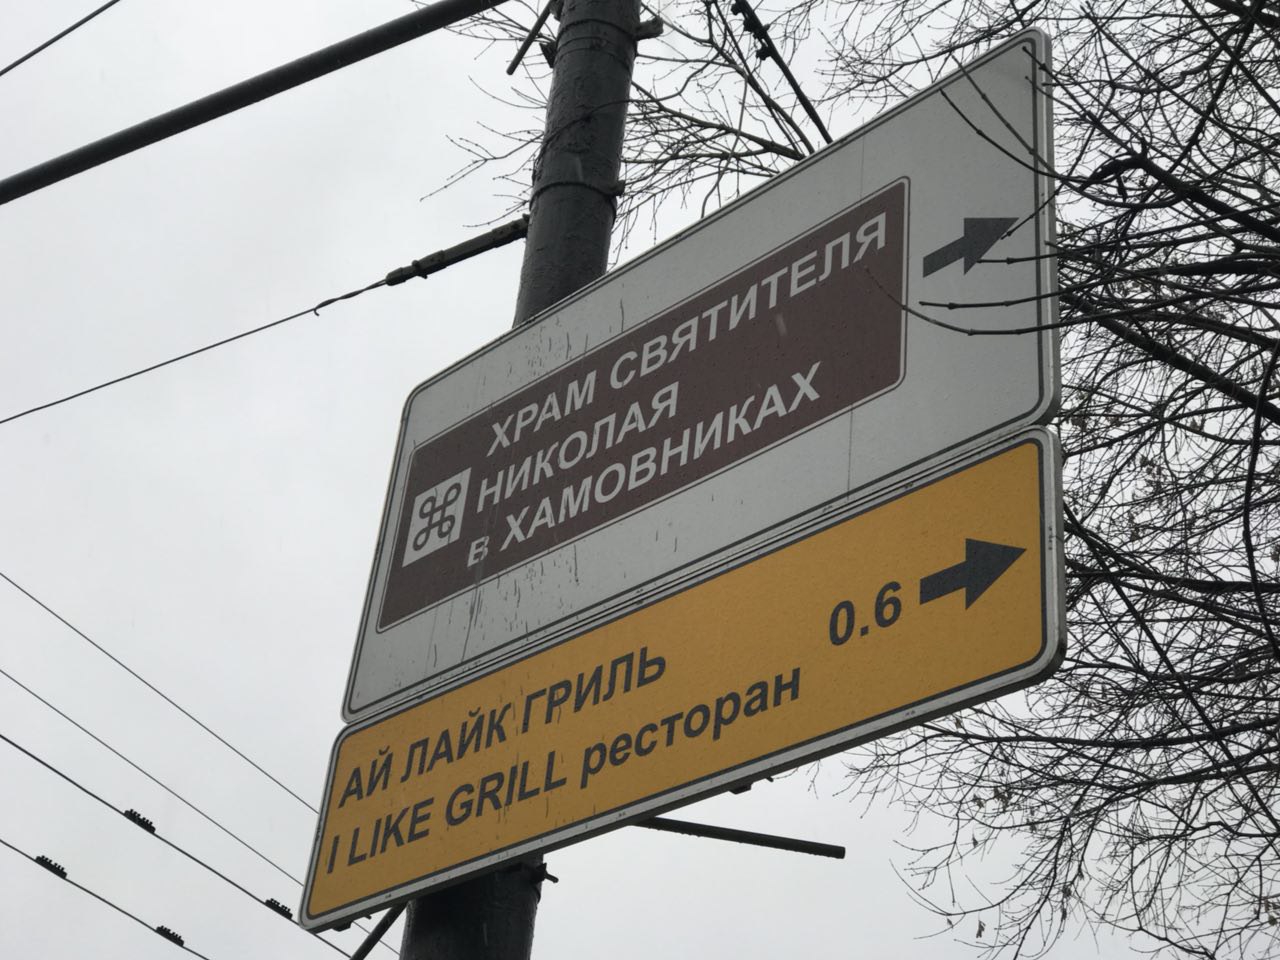 ХРАМ СВЯТИТЕЛЯ
НИКОЛАЯ
в ХАМОВНИКАХ
0.6
АЙ ЛАЙК ГРИЛЬ
I LIKE GRILL ресторан